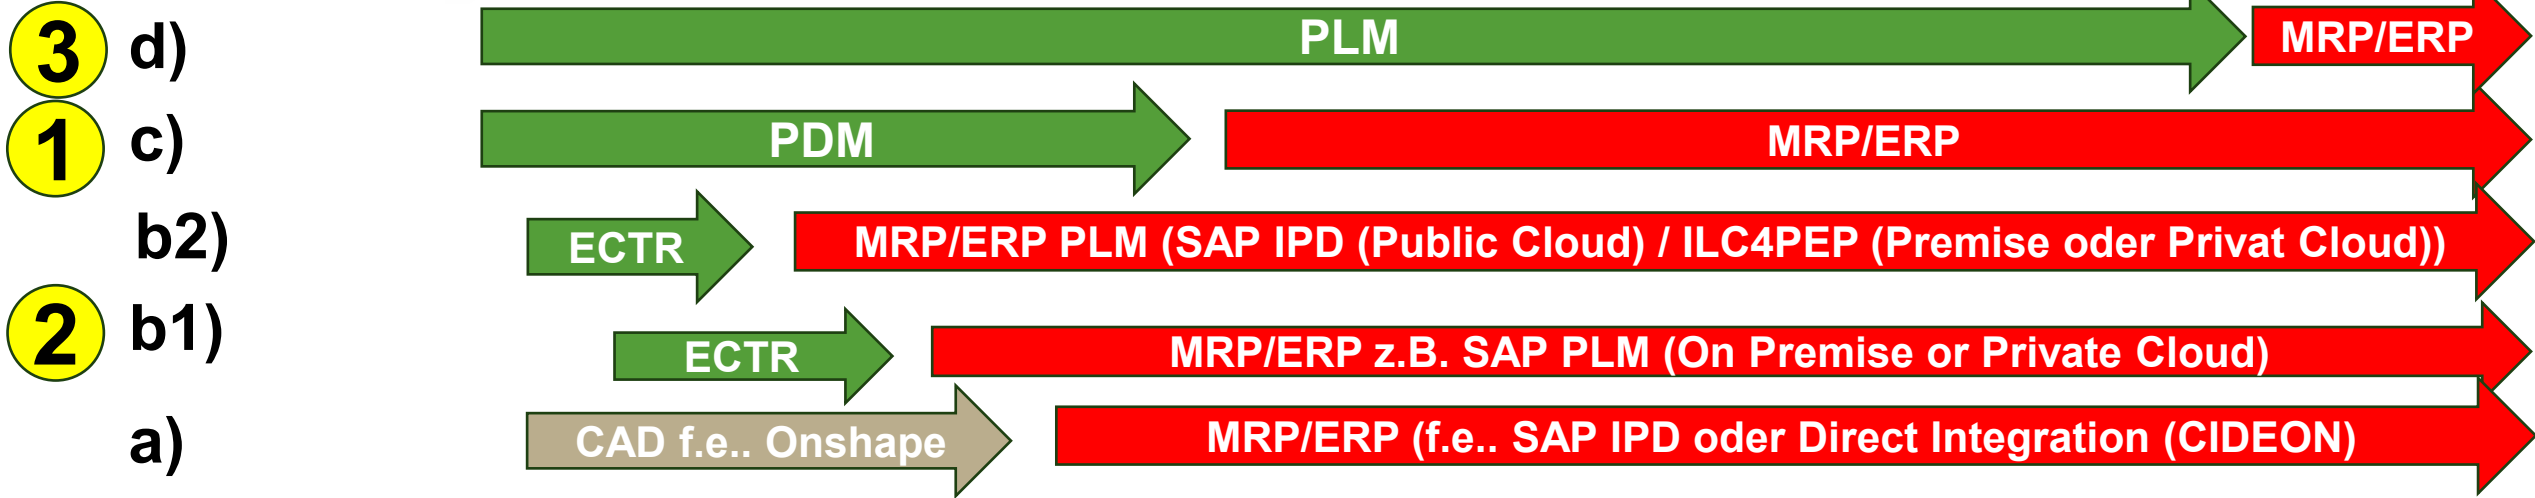 3 d) PLM MRP/ERP
1 c) PDM MRP/ERP
b2) ECTR MRP/ERP PLM (SAP IPD (Public Cloud) / ILC4PEP (Premise oder Privat Cloud))
2 b1) ECTR MRP/ERP z.B. SAP PLM (On Premise or Private Cloud)
a) CAD f.e.. Onshape MRP/ERP (f.e.. SAP IPD oder Direct Integration (CIDEON)